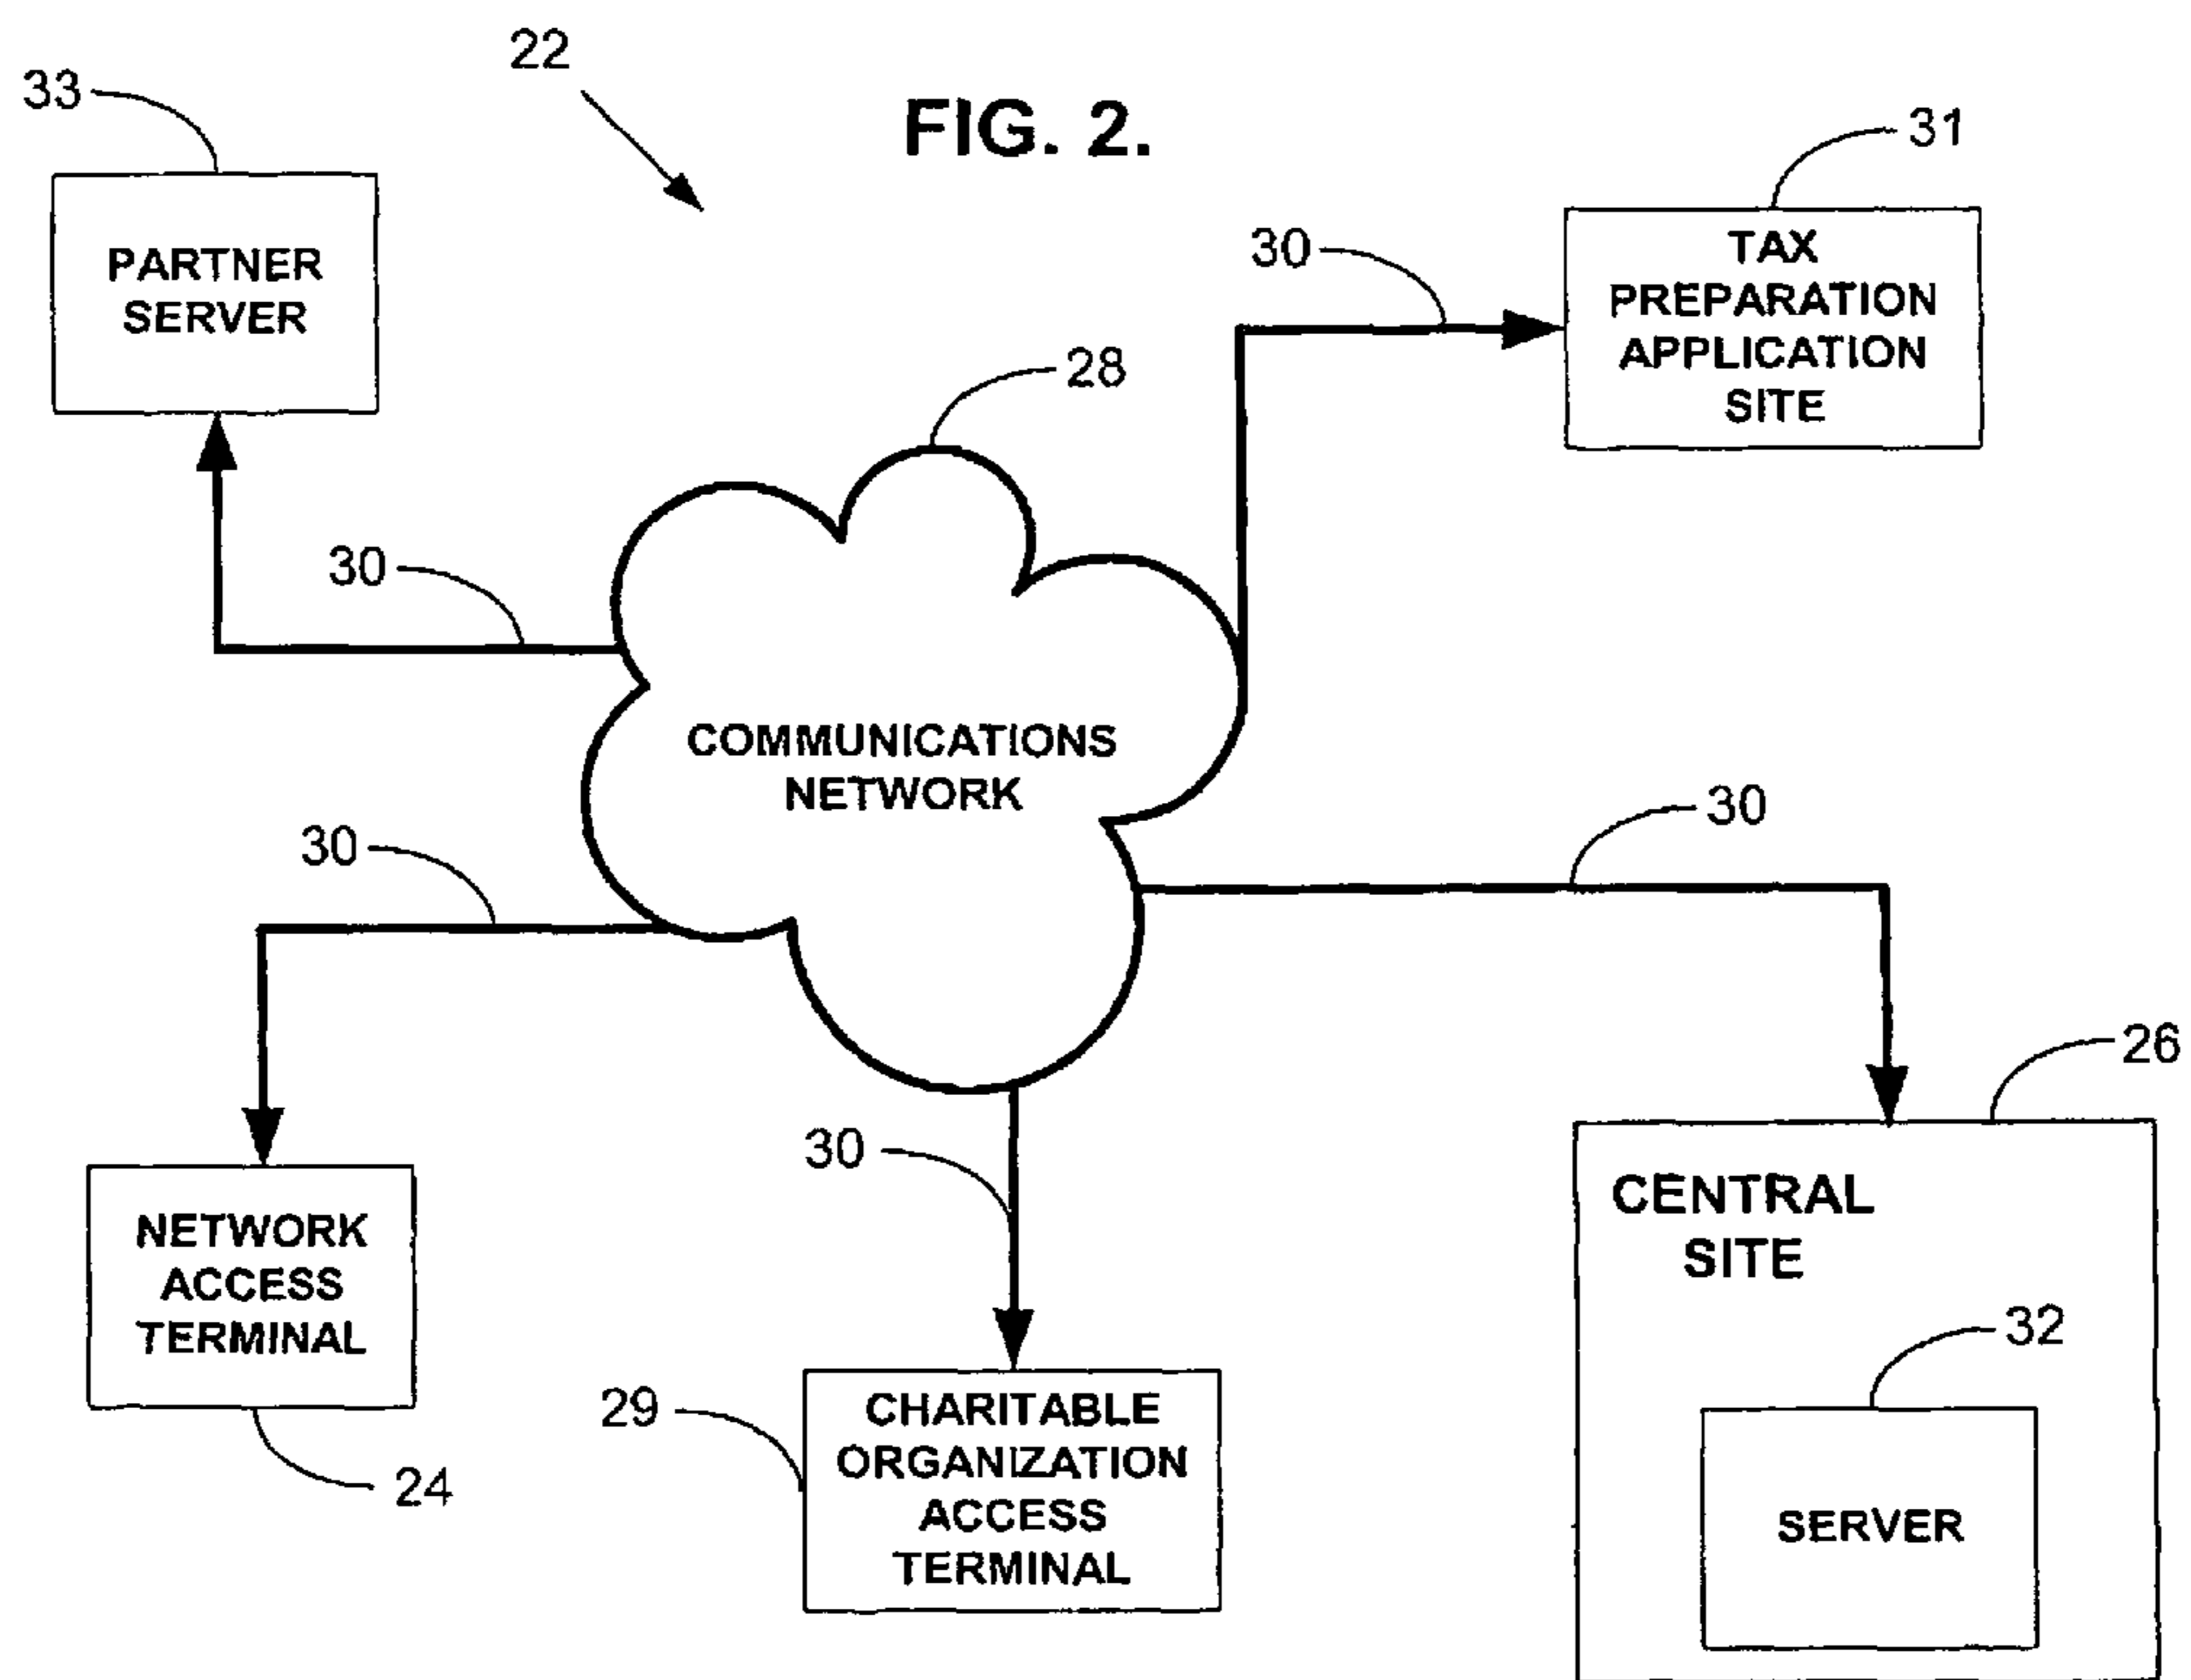 22
FIG. 2.
33
31
PARTNER
SERVER
30
TAX
PREPARATION
APPLICATION
SITE
28
30
COMMUNICATIONS
NETWORK
30
30
26
30
NETWORK
ACCESS
TERMINAL
CENTRAL
SITE
32
29
CHARITABLE
ORGANIZATION
ACCESS
TERMINAL
24
SERVER